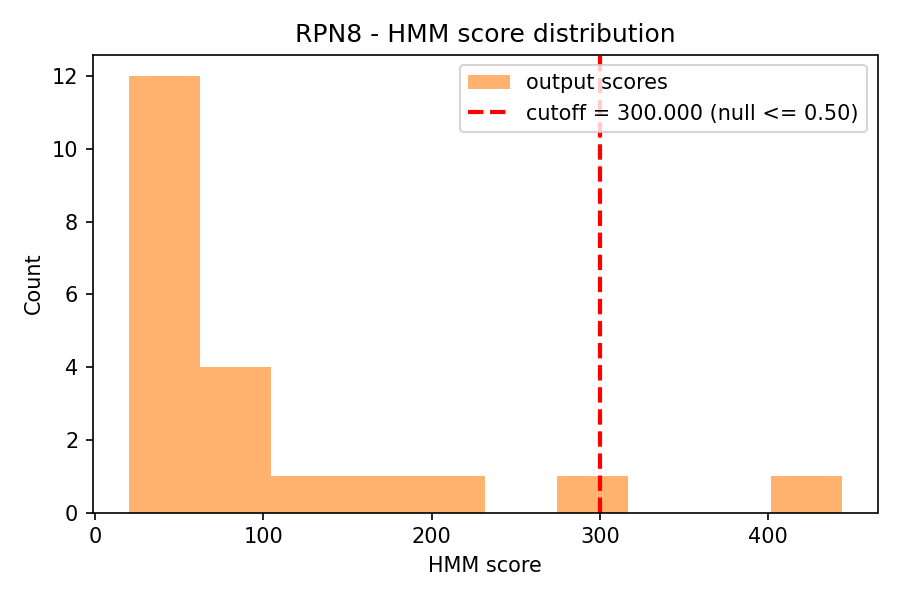 RPN8 - HMM score distribution
output scores
cutoff = 300.000 (null <= 0.50)
Count
12
10
8
6
4
2
0
0 100 200 300 400
HMM score